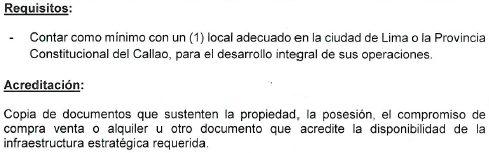 Requisitos:
- Contar como mínimo con un (1) local adecuado en la ciudad de Lima o la Provincia
Constitucional del Callao, para el desarrollo integral de sus operaciones.
Acreditación:
Copia de documentos que sustenten la propiedad, la posesión, el compromiso de
compra venta o alquiler u otro documento que acredite la disponibilidad de la
infraestructura estratégica requerida.